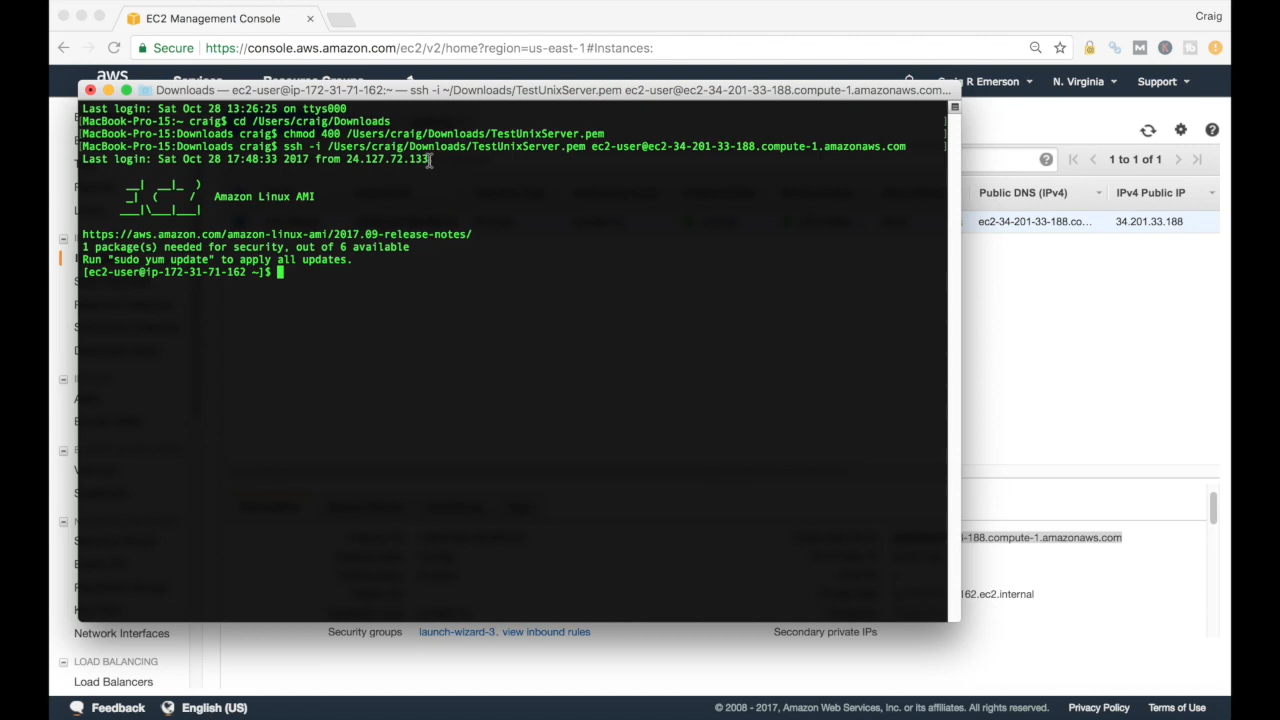 EC2 Management Console
Craig
Secure
https://console.aws.amazon.com/ec2/v2/home?region=us-east-1#Instances:
aws
R Emerson
N. Virginia
Support
Downloads — ec2-user@ip-172-31-71-162:~ — ssh -i ~/Downloads/TestUnixServer.pem ec2-user@ec2-34-201-33-188.compute-1.amazonaws.com...
Last login: Sat Oct 28 13:26:25 on ttys000
[MacBook-Pro-15:~ craig$ cd /Users/craig/Downloads ]
[MacBook-Pro-15:Downloads craig$ chmod 400 /Users/craig/Downloads/TestUnixServer.pem ]
[MacBook-Pro-15:Downloads craig$ ssh -i /Users/craig/Downloads/TestUnixServer.pem ec2-user@ec2-34-201-33-188.compute-1.amazonaws.com ]
Last login: Sat Oct 28 17:48:33 2017 from 24.127.72.133
__| __|_ )
_| ( / Amazon Linux AMI
___|\___|___|
https://aws.amazon.com/amazon-linux-ami/2017.09-release-notes/
1 package(s) needed for security, out of 6 available
Run "sudo yum update" to apply all updates.
[ec2-user@ip-172-31-71-162 ~]$
1 to 1 of 1
Public DNS (IPv4)
IPv4 Public IP
ec2-34-201-33-188.co...
34.201.33.188
-188.compute-1.amazonaws.com
162.ec2.internal
Security groups
launch-wizard-3. view inbound rules
Secondary private IPs
Network Interfaces
LOAD BALANCING
Load Balancers
Feedback
English (US)
© 2008 - 2017, Amazon Web Services, Inc. or its affiliates. All rights reserved.
Privacy Policy
Terms of Use